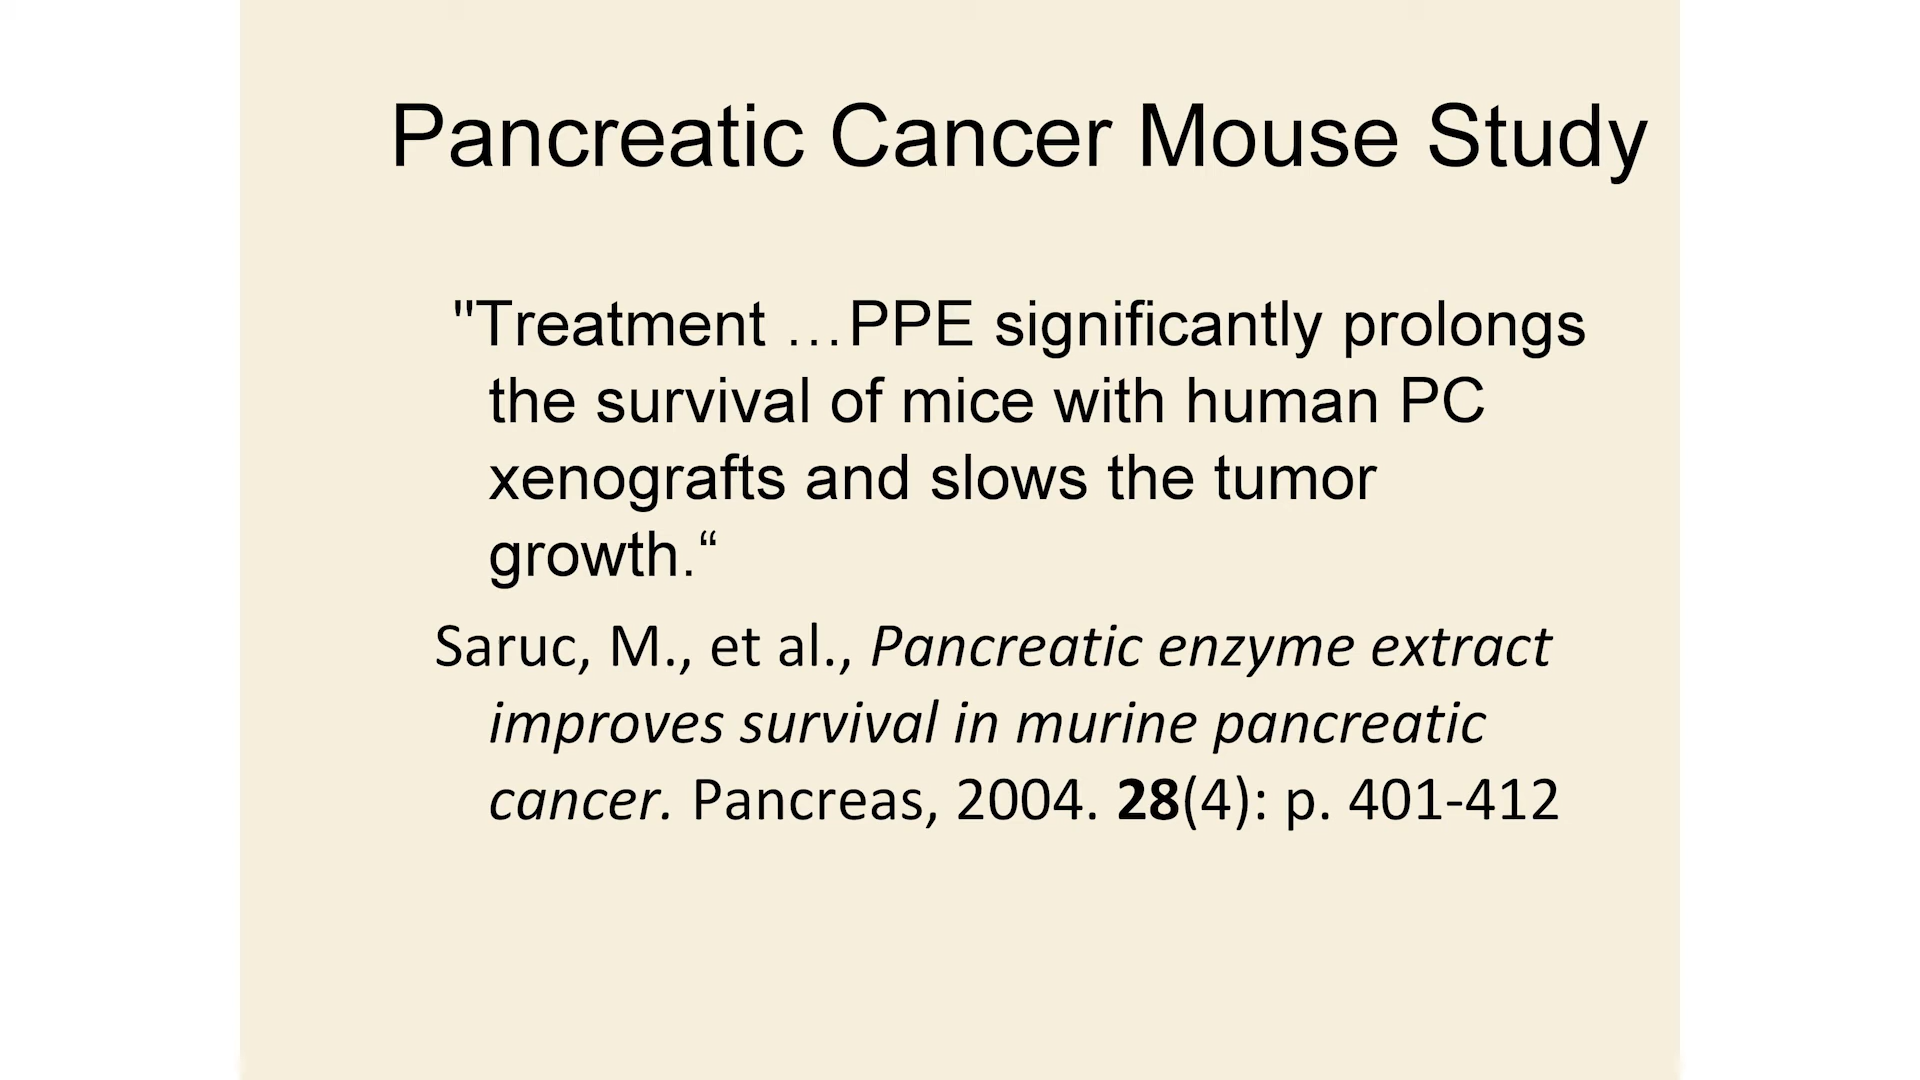 Pancreatic Cancer Mouse Study
"Treatment …PPE significantly prolongs
the survival of mice with human PC
xenografts and slows the tumor
growth.“
Saruc, M., et al., Pancreatic enzyme extract
improves survival in murine pancreatic
cancer. Pancreas, 2004. 28(4): p. 401-412